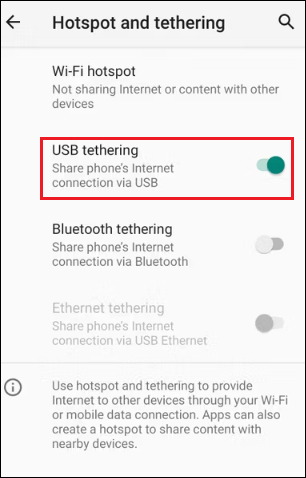 Hotspot and tethering
Wi-Fi hotspot
Not sharing Internet or content with other
devices
USB tethering
Share phone's Internet
connection via USB
Bluetooth tethering
Share phone's Internet
connection via Bluetooth
Ethernet tethering
Share phone's Internet
connection via USB Ethernet
Use hotspot and tethering to provide
Internet to other devices through your Wi-Fi
or mobile data connection. Apps can also
create a hotspot to share content with
nearby devices.